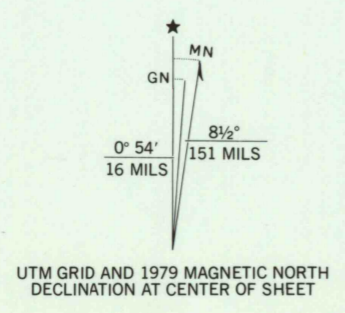 MN
GN
0° 54′
16 MILS
8½°
151 MILS
UTM GRID AND 1979 MAGNETIC NORTH
DECLINATION AT CENTER OF SHEET